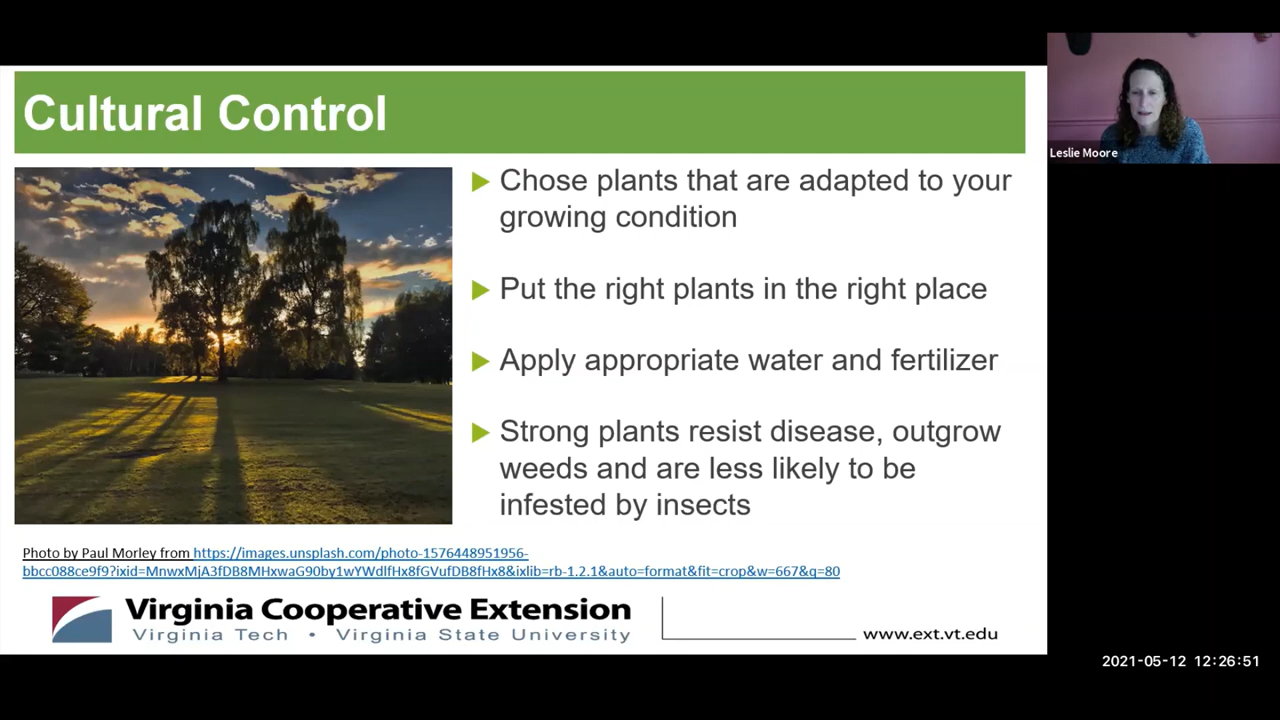 Cultural Control
Chose plants that are adapted to your
growing condition
Put the right plants in the right place
Apply appropriate water and fertilizer
Strong plants resist disease, outgrow
weeds and are less likely to be
infested by insects
Photo by Paul Morley from https://images.unsplash.com/photo-1576448951956-
bbcc088ce9f9?ixid=MnwxMjA3fDB8MHxwaG90by1wYWdlfHx8fGVufDB8fHx8&ixlib=rb-1.2.1&auto=format&fit=crop&w=667&q=80
Virginia Cooperative Extension
Virginia Tech • Virginia State University
www.ext.vt.edu
Leslie Moore
2021-05-12 12:26:51